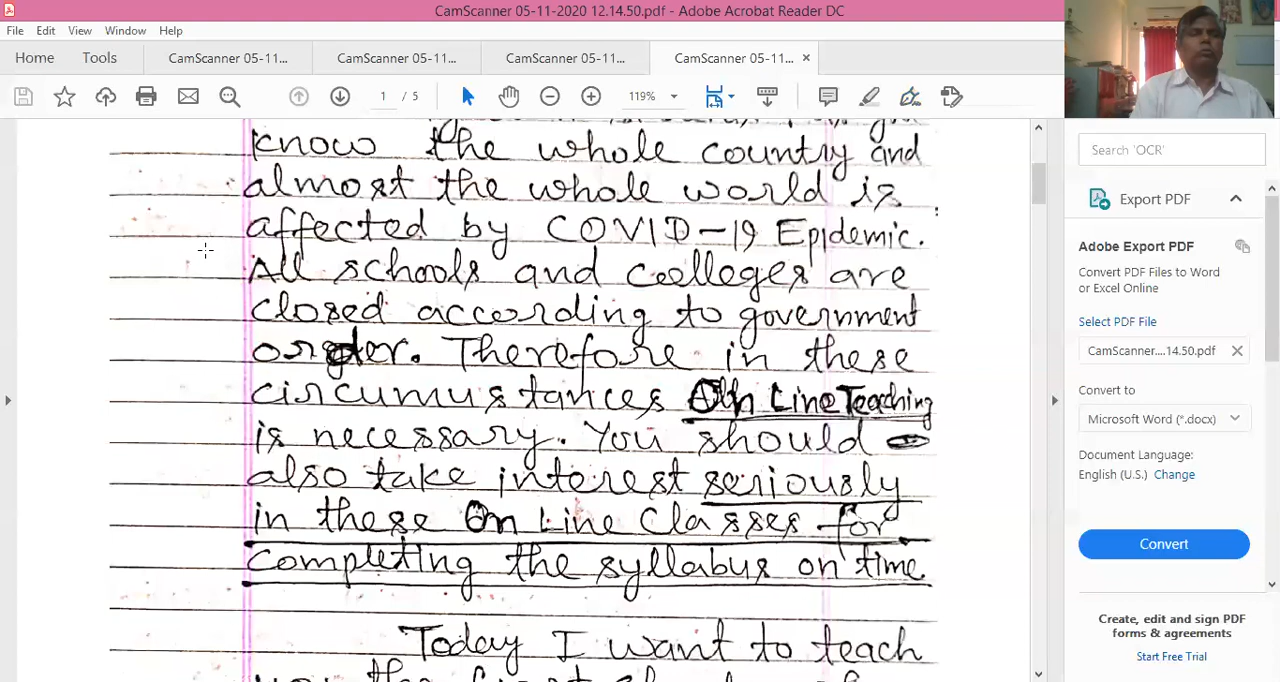 CamScanner 05-11-2020 12.14.50.pdf - Adobe Acrobat Reader DC
File Edit View Window Help
Home Tools CamScanner 05-11... CamScanner 05-11... CamScanner 05-11... CamScanner 05-11... ×
1 / 5 119%
know the whole country and
almost the whole world is
affected by COVID-19 Epidemic.
All schools and colleges are
closed according to government
order. Therefore in these
circumustances On Line Teaching
is necessary. You should
also take interest seriously
in these On Line Classes for
completing the syllabus on time.
Today I want to teach
Search 'OCR'
Export PDF
Adobe Export PDF
Convert PDF Files to Word
or Excel Online
Select PDF File
CamScanner....14.50.pdf
Convert to
Microsoft Word (*.docx)
Document Language:
English (U.S.) Change
Convert
Create, edit and sign PDF
forms & agreements
Start Free Trial